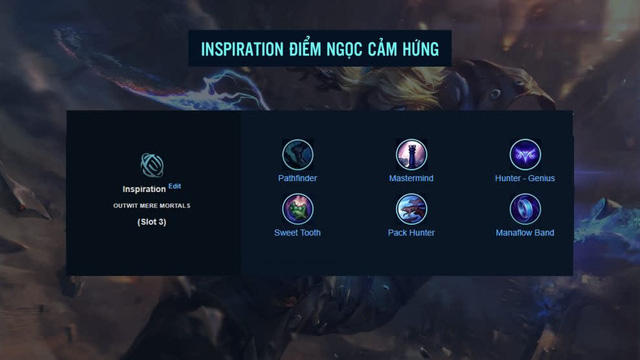 INSPIRATION ĐIỂM NGỌC CẢM HỨNG
Inspiration Edit
OUTWIT MERE MORTALS
(Slot 3)
Pathfinder
Mastermind
Hunter - Genius
Sweet Tooth
Pack Hunter
Manaflow Band